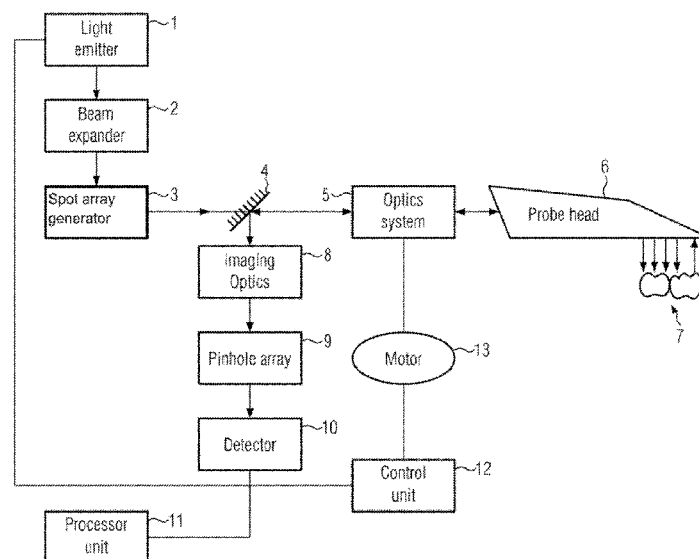 Light
emitter
1
Beam
expander
2
Spot array
generator
3
4
5
Optics
system
6
Probe head
7
Imaging
Optics
8
Pinhole array
9
Motor
13
Detector
10
Control
unit
12
Processor
unit
11